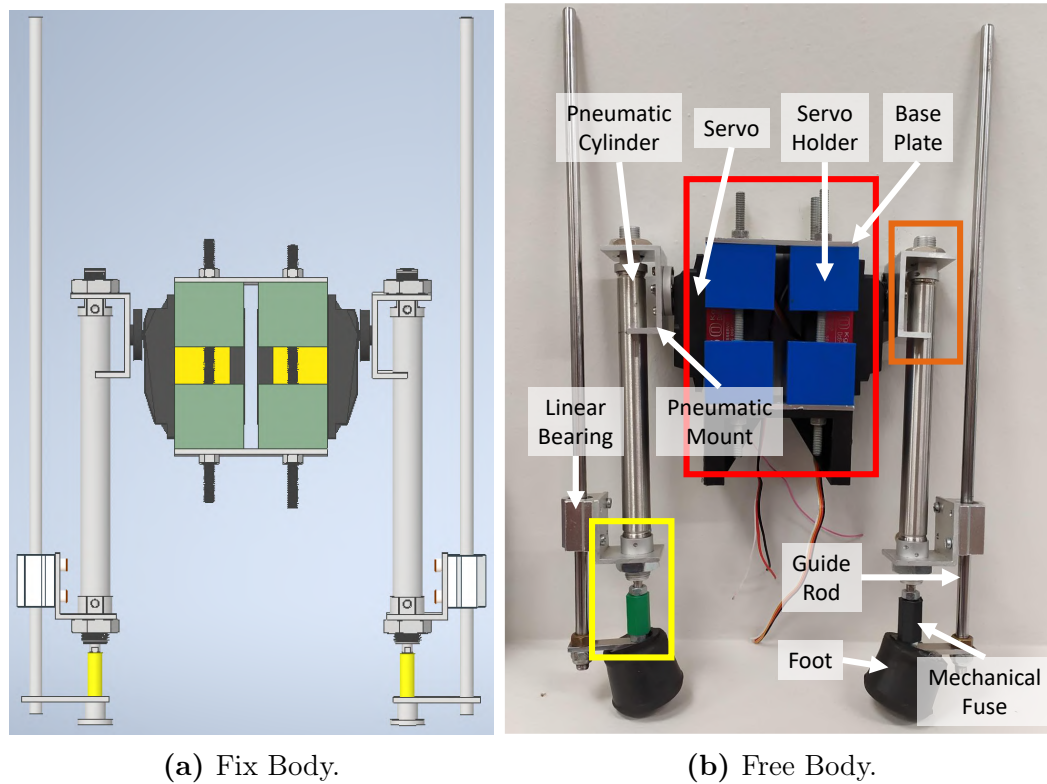 Pneumatic
Cylinder
Servo
Servo
Holder
Base
Plate
Linear
Bearing
Pneumatic
Mount
Guide
Rod
Foot
Mechanical
Fuse
(a) Fix Body.
(b) Free Body.